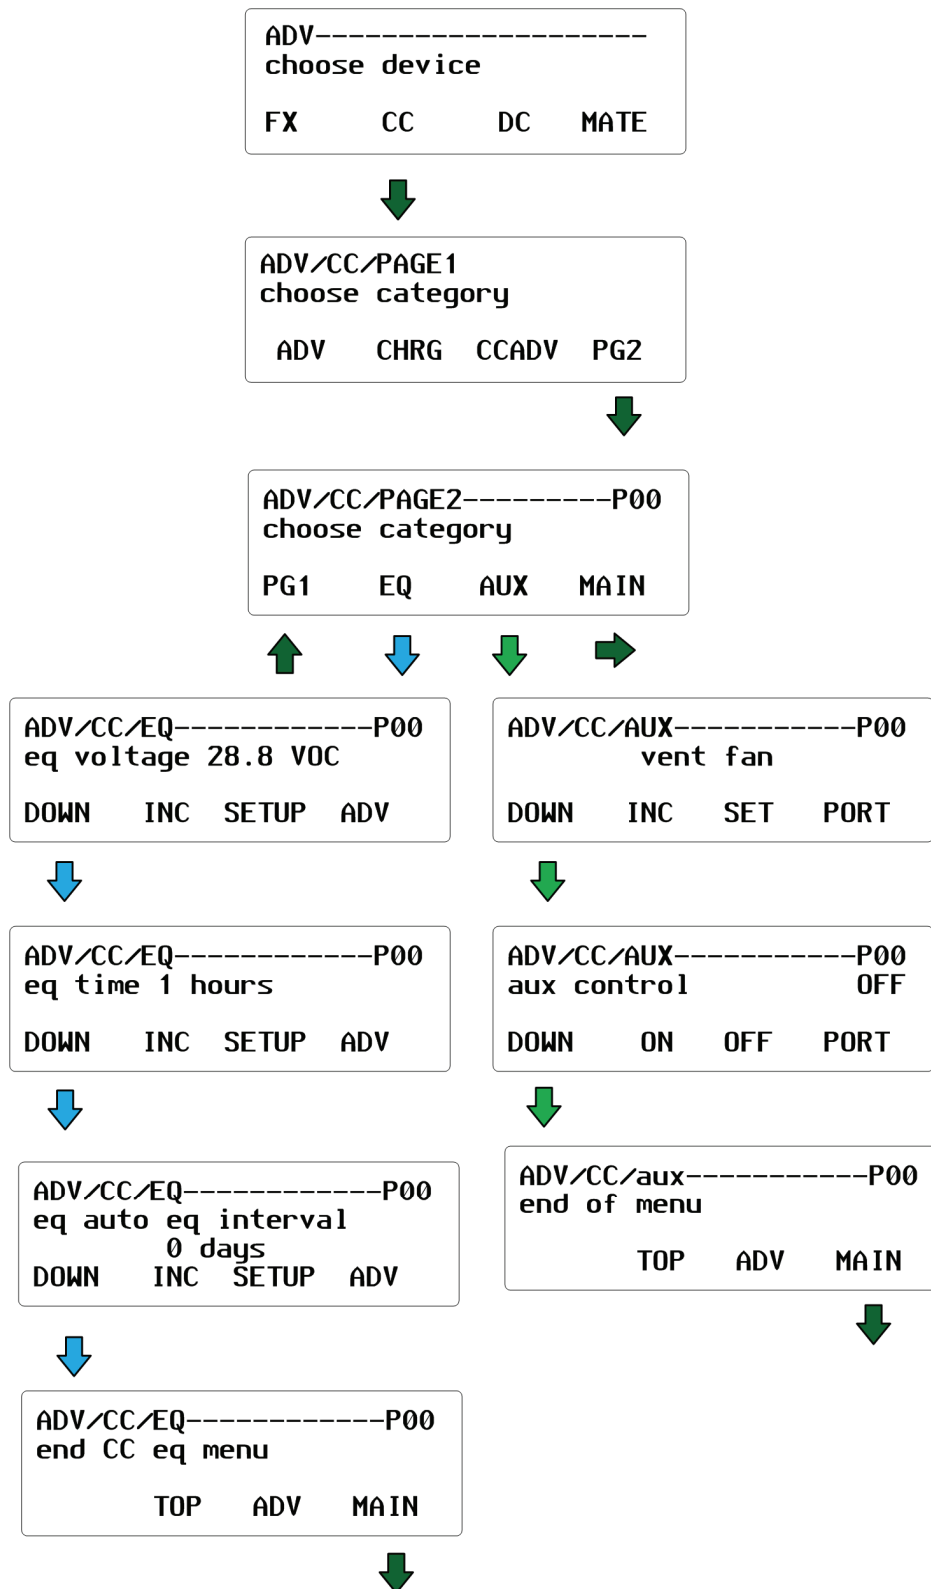 ADV--------------------
choose device
FX CC DC MATE
ADV/CC/PAGE1
choose category
ADV CHRG CCADV PG2
ADV/CC/PAGE2---------P00
choose category
PG1 EQ AUX MAIN
ADV/CC/EQ------------P00
eq voltage 28.8 VOC
DOWN INC SETUP ADV
ADV/CC/EQ------------P00
eq time 1 hours
DOWN INC SETUP ADV
ADV/CC/EQ------------P00
eq auto eq interval
0 days
DOWN INC SETUP ADV
ADV/CC/EQ------------P00
end CC eq menu
TOP ADV MAIN
ADV/CC/AUX-----------P00
vent fan
DOWN INC SET PORT
ADV/CC/AUX-----------P00
aux control OFF
DOWN ON OFF PORT
ADV/CC/aux-----------P00
end of menu
TOP ADV MAIN